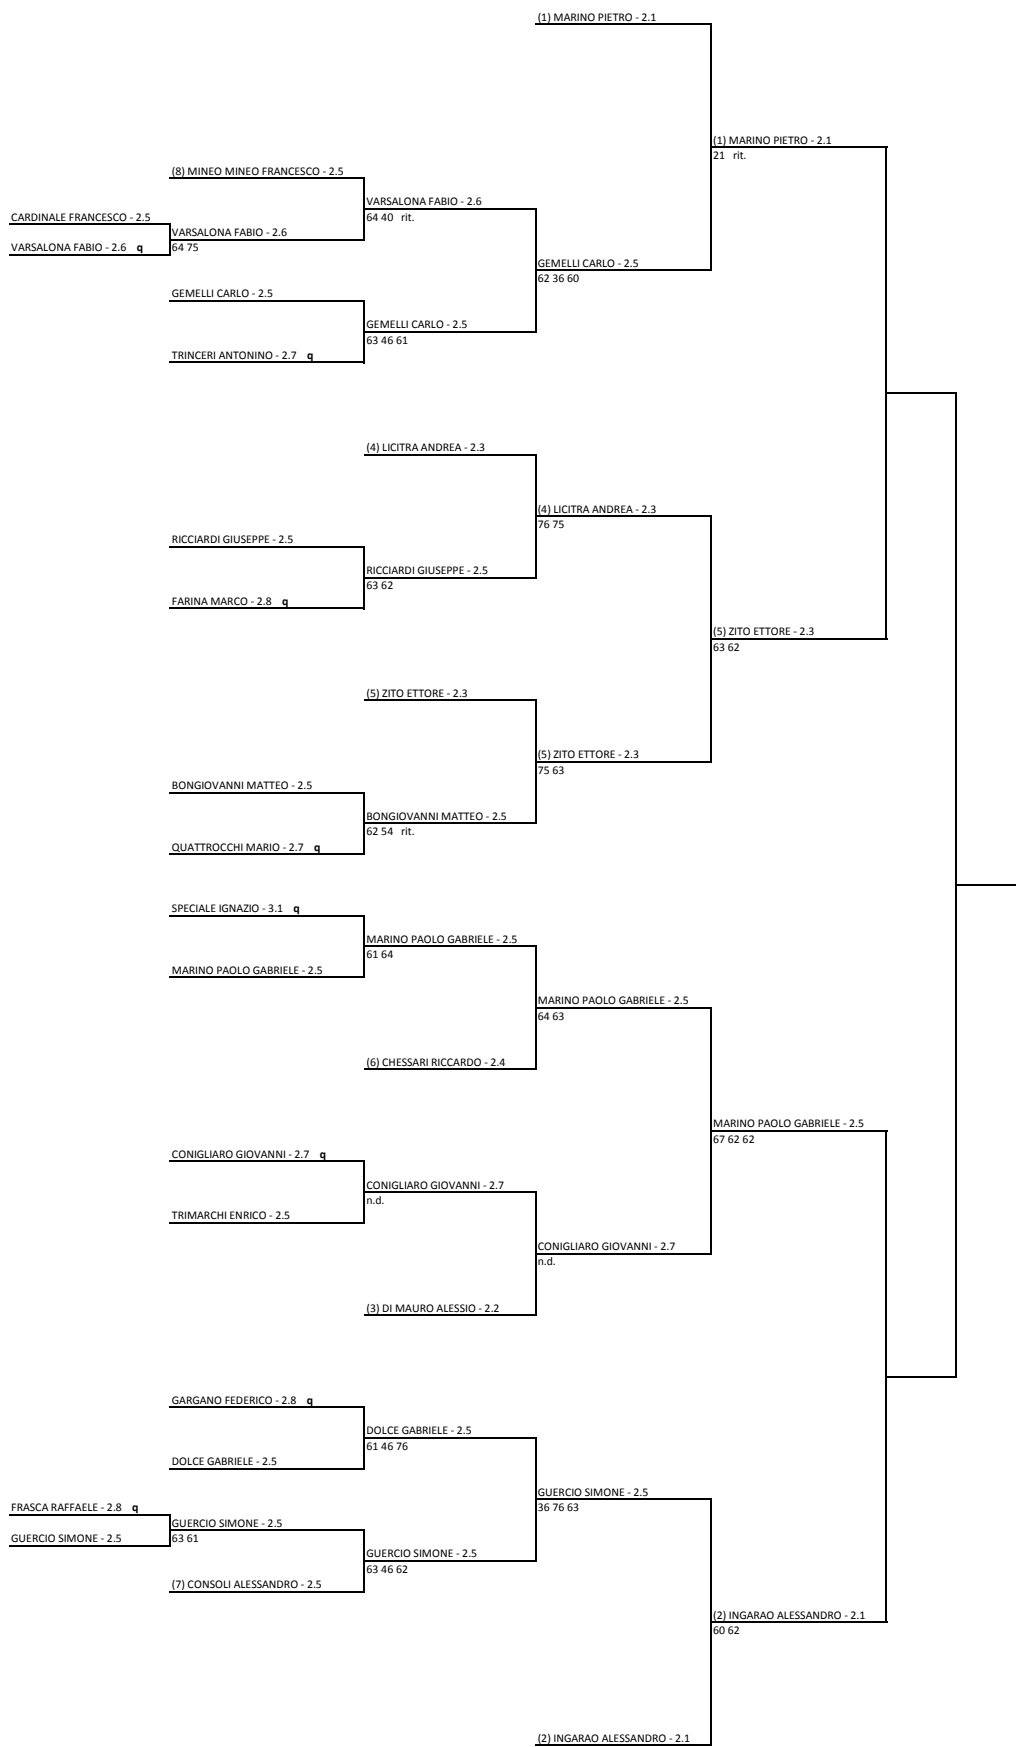 (1) MARINO PIETRO - 2.1
(1) MARINO PIETRO - 2.1
21 rit.
(8) MINEO MINEO FRANCESCO - 2.5
VARSALONA FABIO - 2.6
64 40 rit.
CARDINALE FRANCESCO - 2.5
VARSALONA FABIO - 2.6
VARSALONA FABIO - 2.6 q
64 75
GEMELLI CARLO - 2.5
62 36 60
GEMELLI CARLO - 2.5
GEMELLI CARLO - 2.5
63 46 61
TRINCERI ANTONINO - 2.7 q
(4) LICITRA ANDREA - 2.3
(4) LICITRA ANDREA - 2.3
76 75
RICCIARDI GIUSEPPE - 2.5
RICCIARDI GIUSEPPE - 2.5
63 62
FARINA MARCO - 2.8 q
(5) ZITO ETTORE - 2.3
63 62
(5) ZITO ETTORE - 2.3
(5) ZITO ETTORE - 2.3
75 63
BONGIOVANNI MATTEO - 2.5
BONGIOVANNI MATTEO - 2.5
62 54 rit.
QUATTROCCHI MARIO - 2.7 q
SPECIALE IGNAZIO - 3.1 q
MARINO PAOLO GABRIELE - 2.5
61 64
MARINO PAOLO GABRIELE - 2.5
MARINO PAOLO GABRIELE - 2.5
64 63
(6) CHESSARI RICCARDO - 2.4
MARINO PAOLO GABRIELE - 2.5
67 62 62
CONIGLIARO GIOVANNI - 2.7 q
CONIGLIARO GIOVANNI - 2.7
n.d.
TRIMARCHI ENRICO - 2.5
CONIGLIARO GIOVANNI - 2.7
n.d.
(3) DI MAURO ALESSIO - 2.2
GARGANO FEDERICO - 2.8 q
DOLCE GABRIELE - 2.5
61 46 76
DOLCE GABRIELE - 2.5
GUERCIO SIMONE - 2.5
36 76 63
FRASCA RAFFAELE - 2.8 q
GUERCIO SIMONE - 2.5
GUERCIO SIMONE - 2.5
63 61
GUERCIO SIMONE - 2.5
63 46 62
(7) CONSOLI ALESSANDRO - 2.5
(2) INGARAO ALESSANDRO - 2.1
60 62
(2) INGARAO ALESSANDRO - 2.1